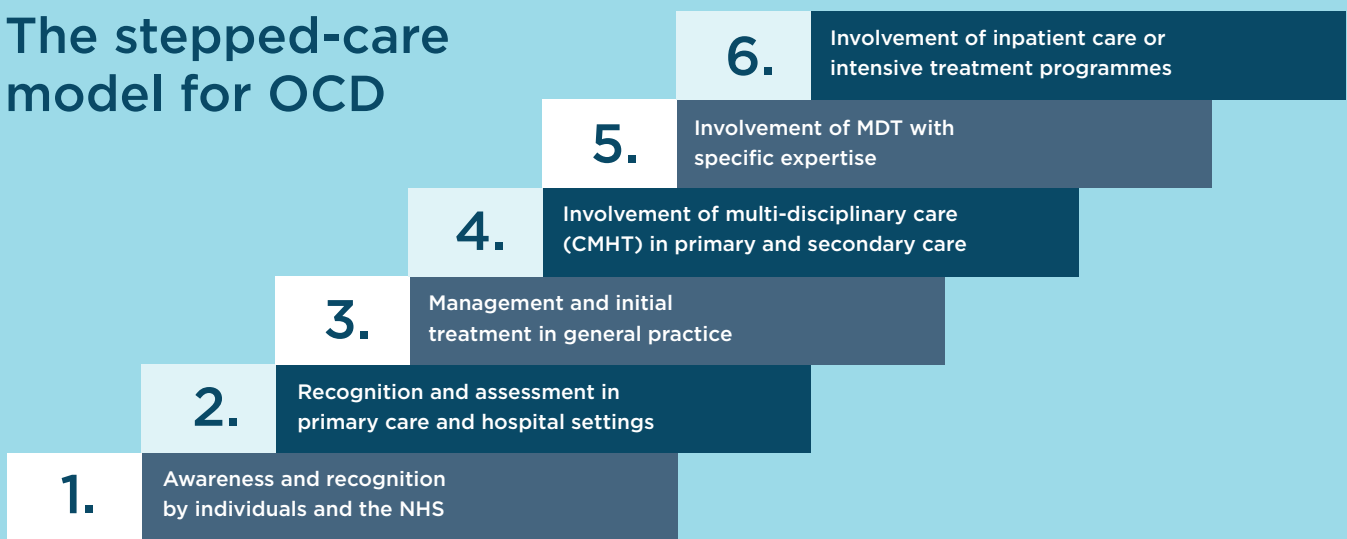 The stepped-care
model for OCD
6.
Involvement of inpatient care or
intensive treatment programmes
5.
Involvement of MDT with
specific expertise
4.
Involvement of multi-disciplinary care
(CMHT) in primary and secondary care
3.
Management and initial
treatment in general practice
2.
Recognition and assessment in
primary care and hospital settings
1.
Awareness and recognition
by individuals and the NHS